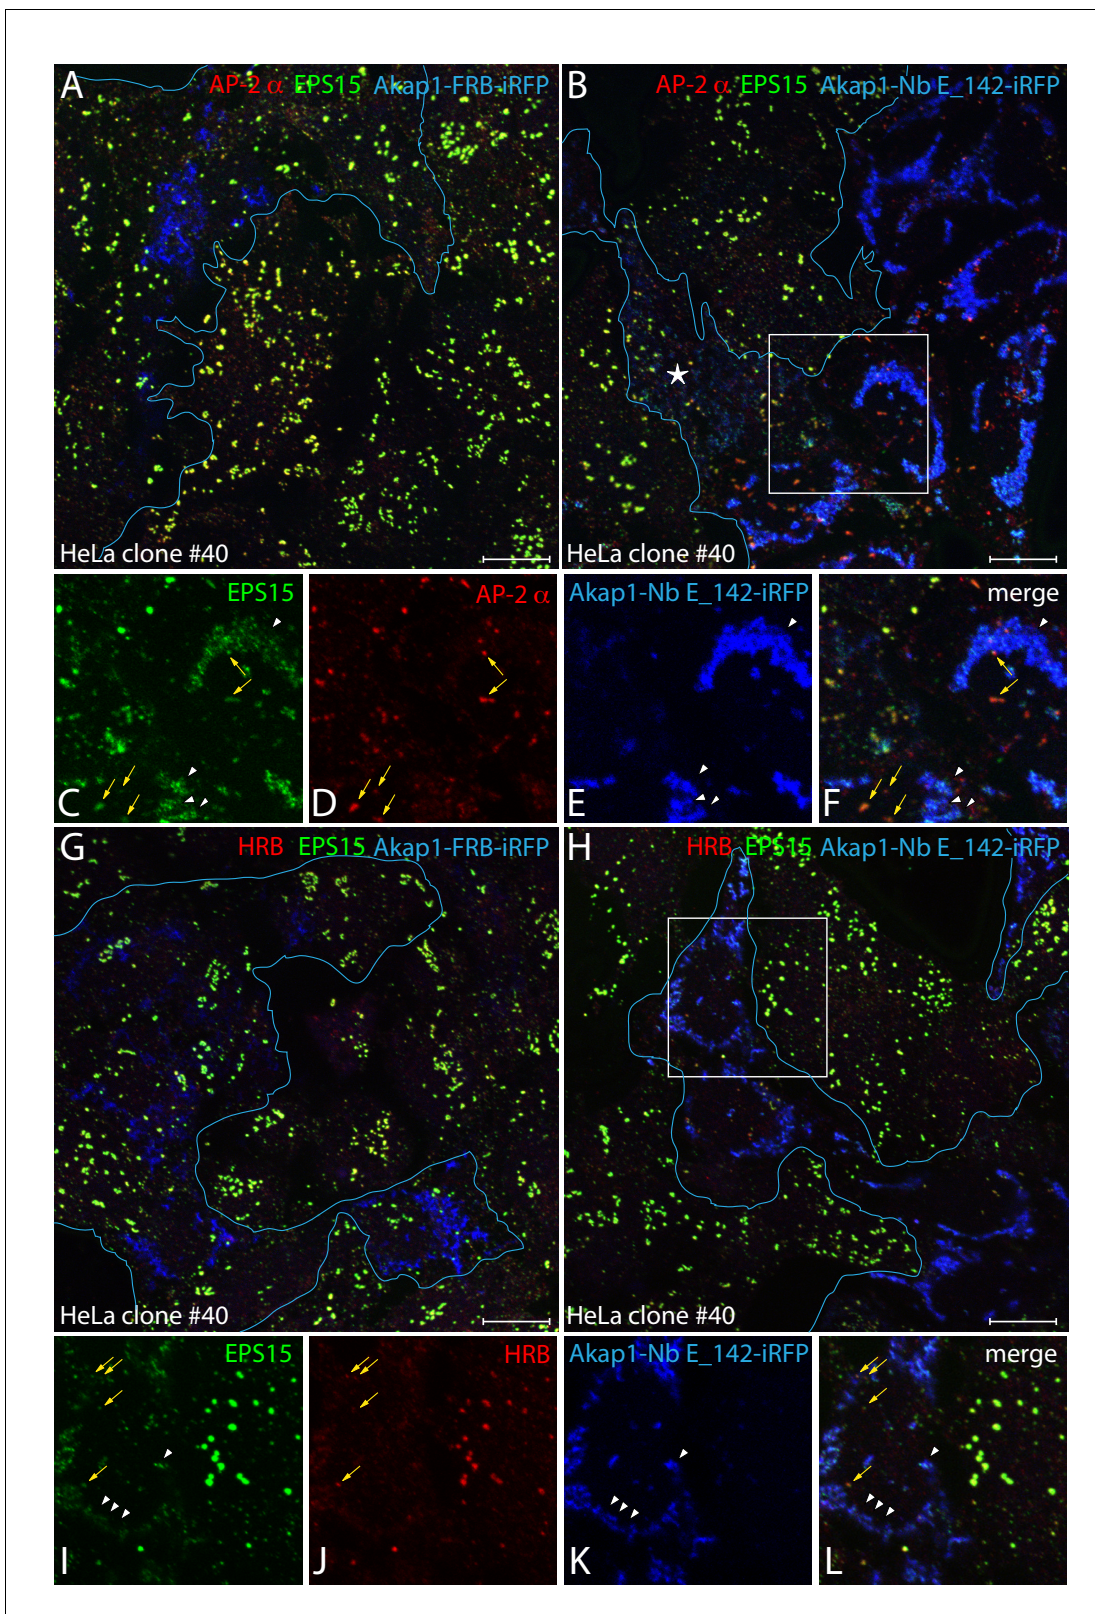 A AP-2 α EPS15 Akap1-FRB-iRFP
HeLa clone #40
B AP-2 α EPS15 Akap1-Nb E_142-iRFP
HeLa clone #40
EPS15
C
AP-2 α
D
Akap1-Nb E_142-iRFP
E
merge
F
G HRB EPS15 Akap1-FRB-iRFP
HeLa clone #40
H HRB EPS15 Akap1-Nb E_142-iRFP
HeLa clone #40
EPS15
I
HRB
J
Akap1-Nb E_142-iRFP
K
merge
L